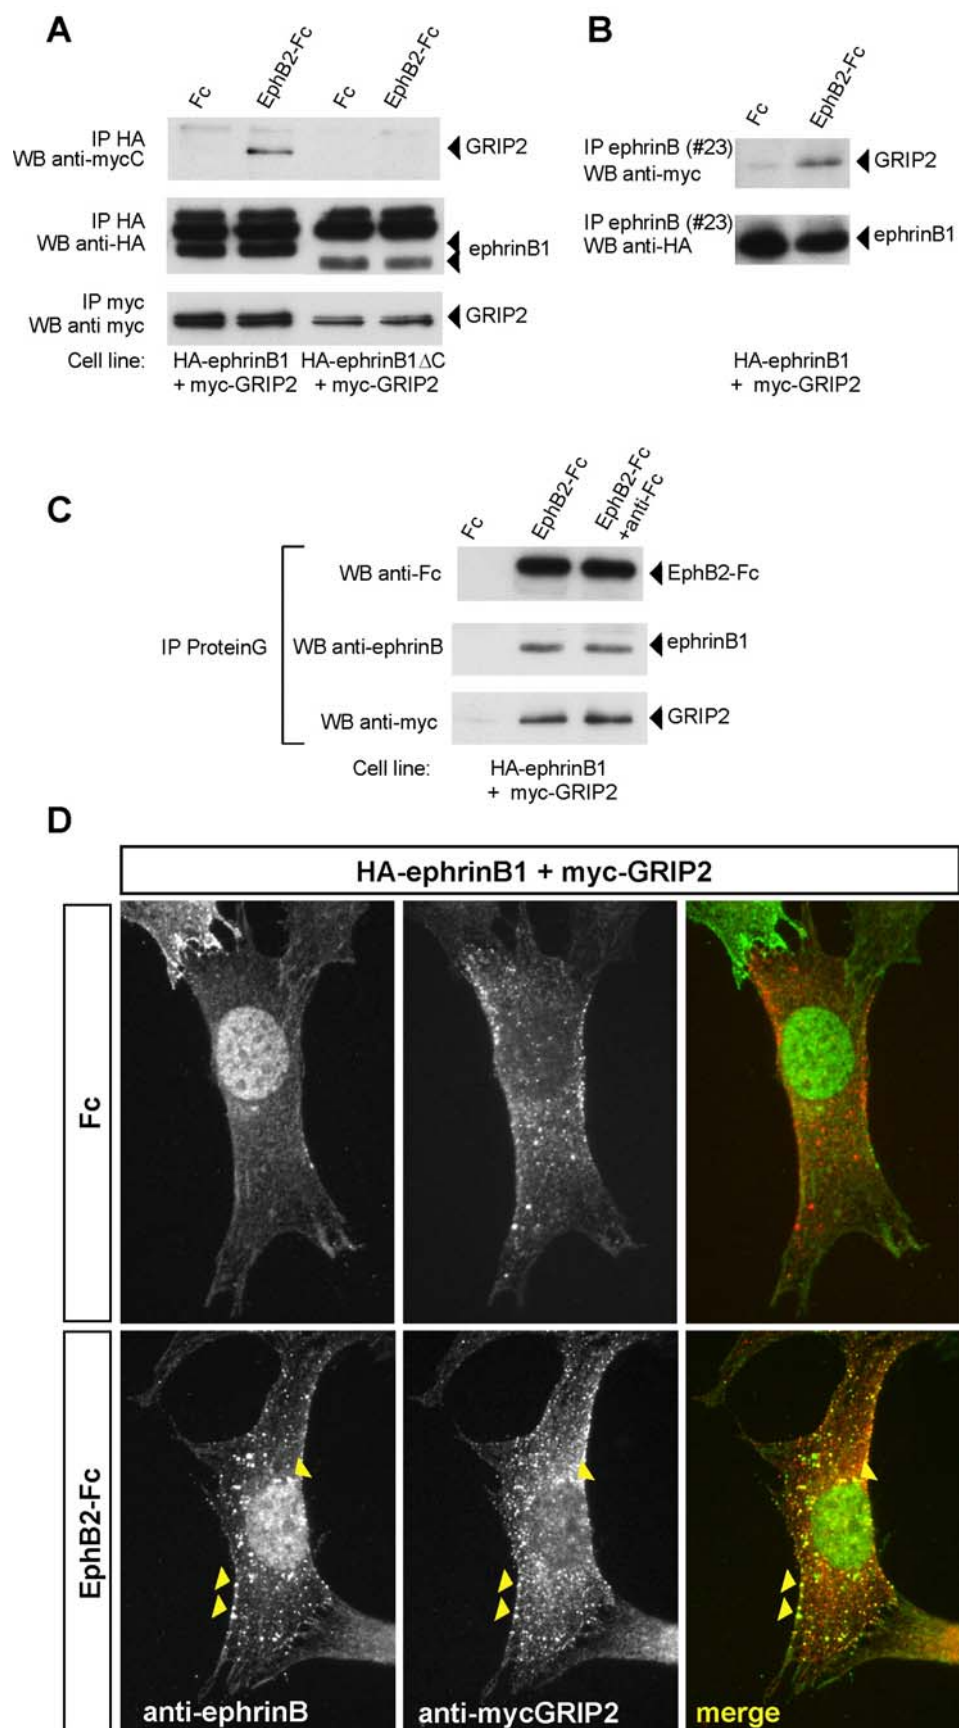 A
Fc
EphB2-Fc
Fc
EphB2-Fc
IP HA
WB anti-mycC
GRIP2
IP HA
WB anti-HA
ephrinB1
IP myc
WB anti myc
GRIP2
Cell line:
HA-ephrinB1
+ myc-GRIP2
HA-ephrinB1ΔC
+ myc-GRIP2
B
Fc
EphB2-Fc
IP ephrinB (#23)
WB anti-myc
GRIP2
IP ephrinB (#23)
WB anti-HA
ephrinB1
HA-ephrinB1
+ myc-GRIP2
C
Fc
EphB2-Fc
EphB2-Fc
+anti-Fc
IP ProteinG
WB anti-Fc
EphB2-Fc
WB anti-ephrinB
ephrinB1
WB anti-myc
GRIP2
Cell line:
HA-ephrinB1
+ myc-GRIP2
D
HA-ephrinB1 + myc-GRIP2
Fc
EphB2-Fc
anti-ephrinB
anti-mycGRIP2
merge